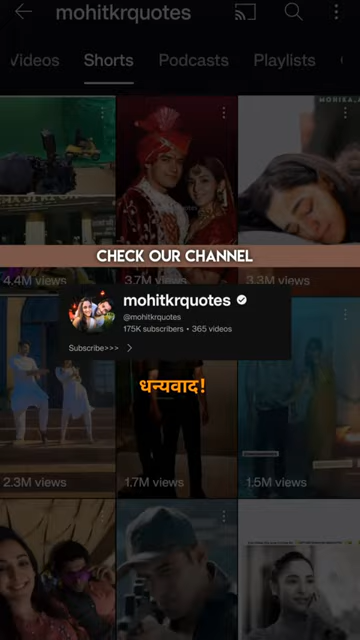 mohitkrquotes
Videos Shorts Podcasts Playlists
CHECK OUR CHANNEL
4.4M views 3.7M views 3.3M views
mohitkrquotes
@mohitkrquotes
175K subscribers • 365 videos
Subscribe>>>
धन्यवाद!
2.3M views 1.7M views 1.5M views